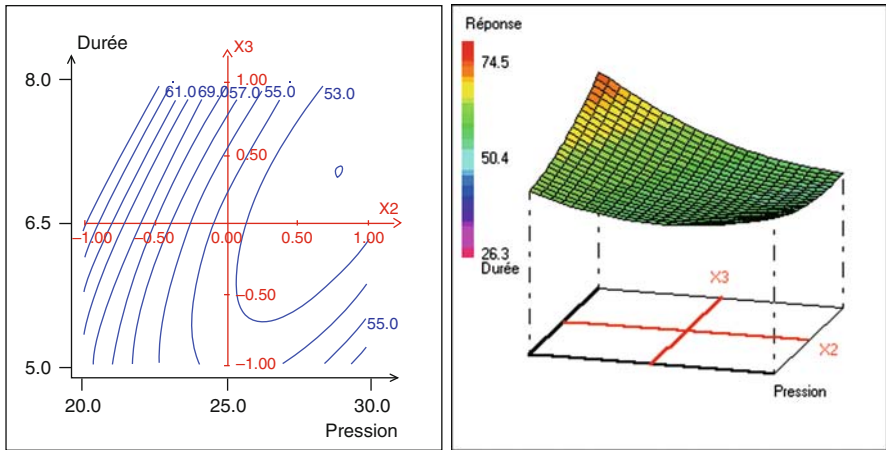 Durée
X3
8.0
1.00
61.0 69.0 57.0 55.0 53.0
0.50
X2
6.5
−1.00 −0.50 0.00 0.50 1.00
−0.50
55.0
5.0
−1.00
20.0 25.0 30.0
Pression
Réponse
74.5
50.4
26.3
Durée
X3
X2
Pression